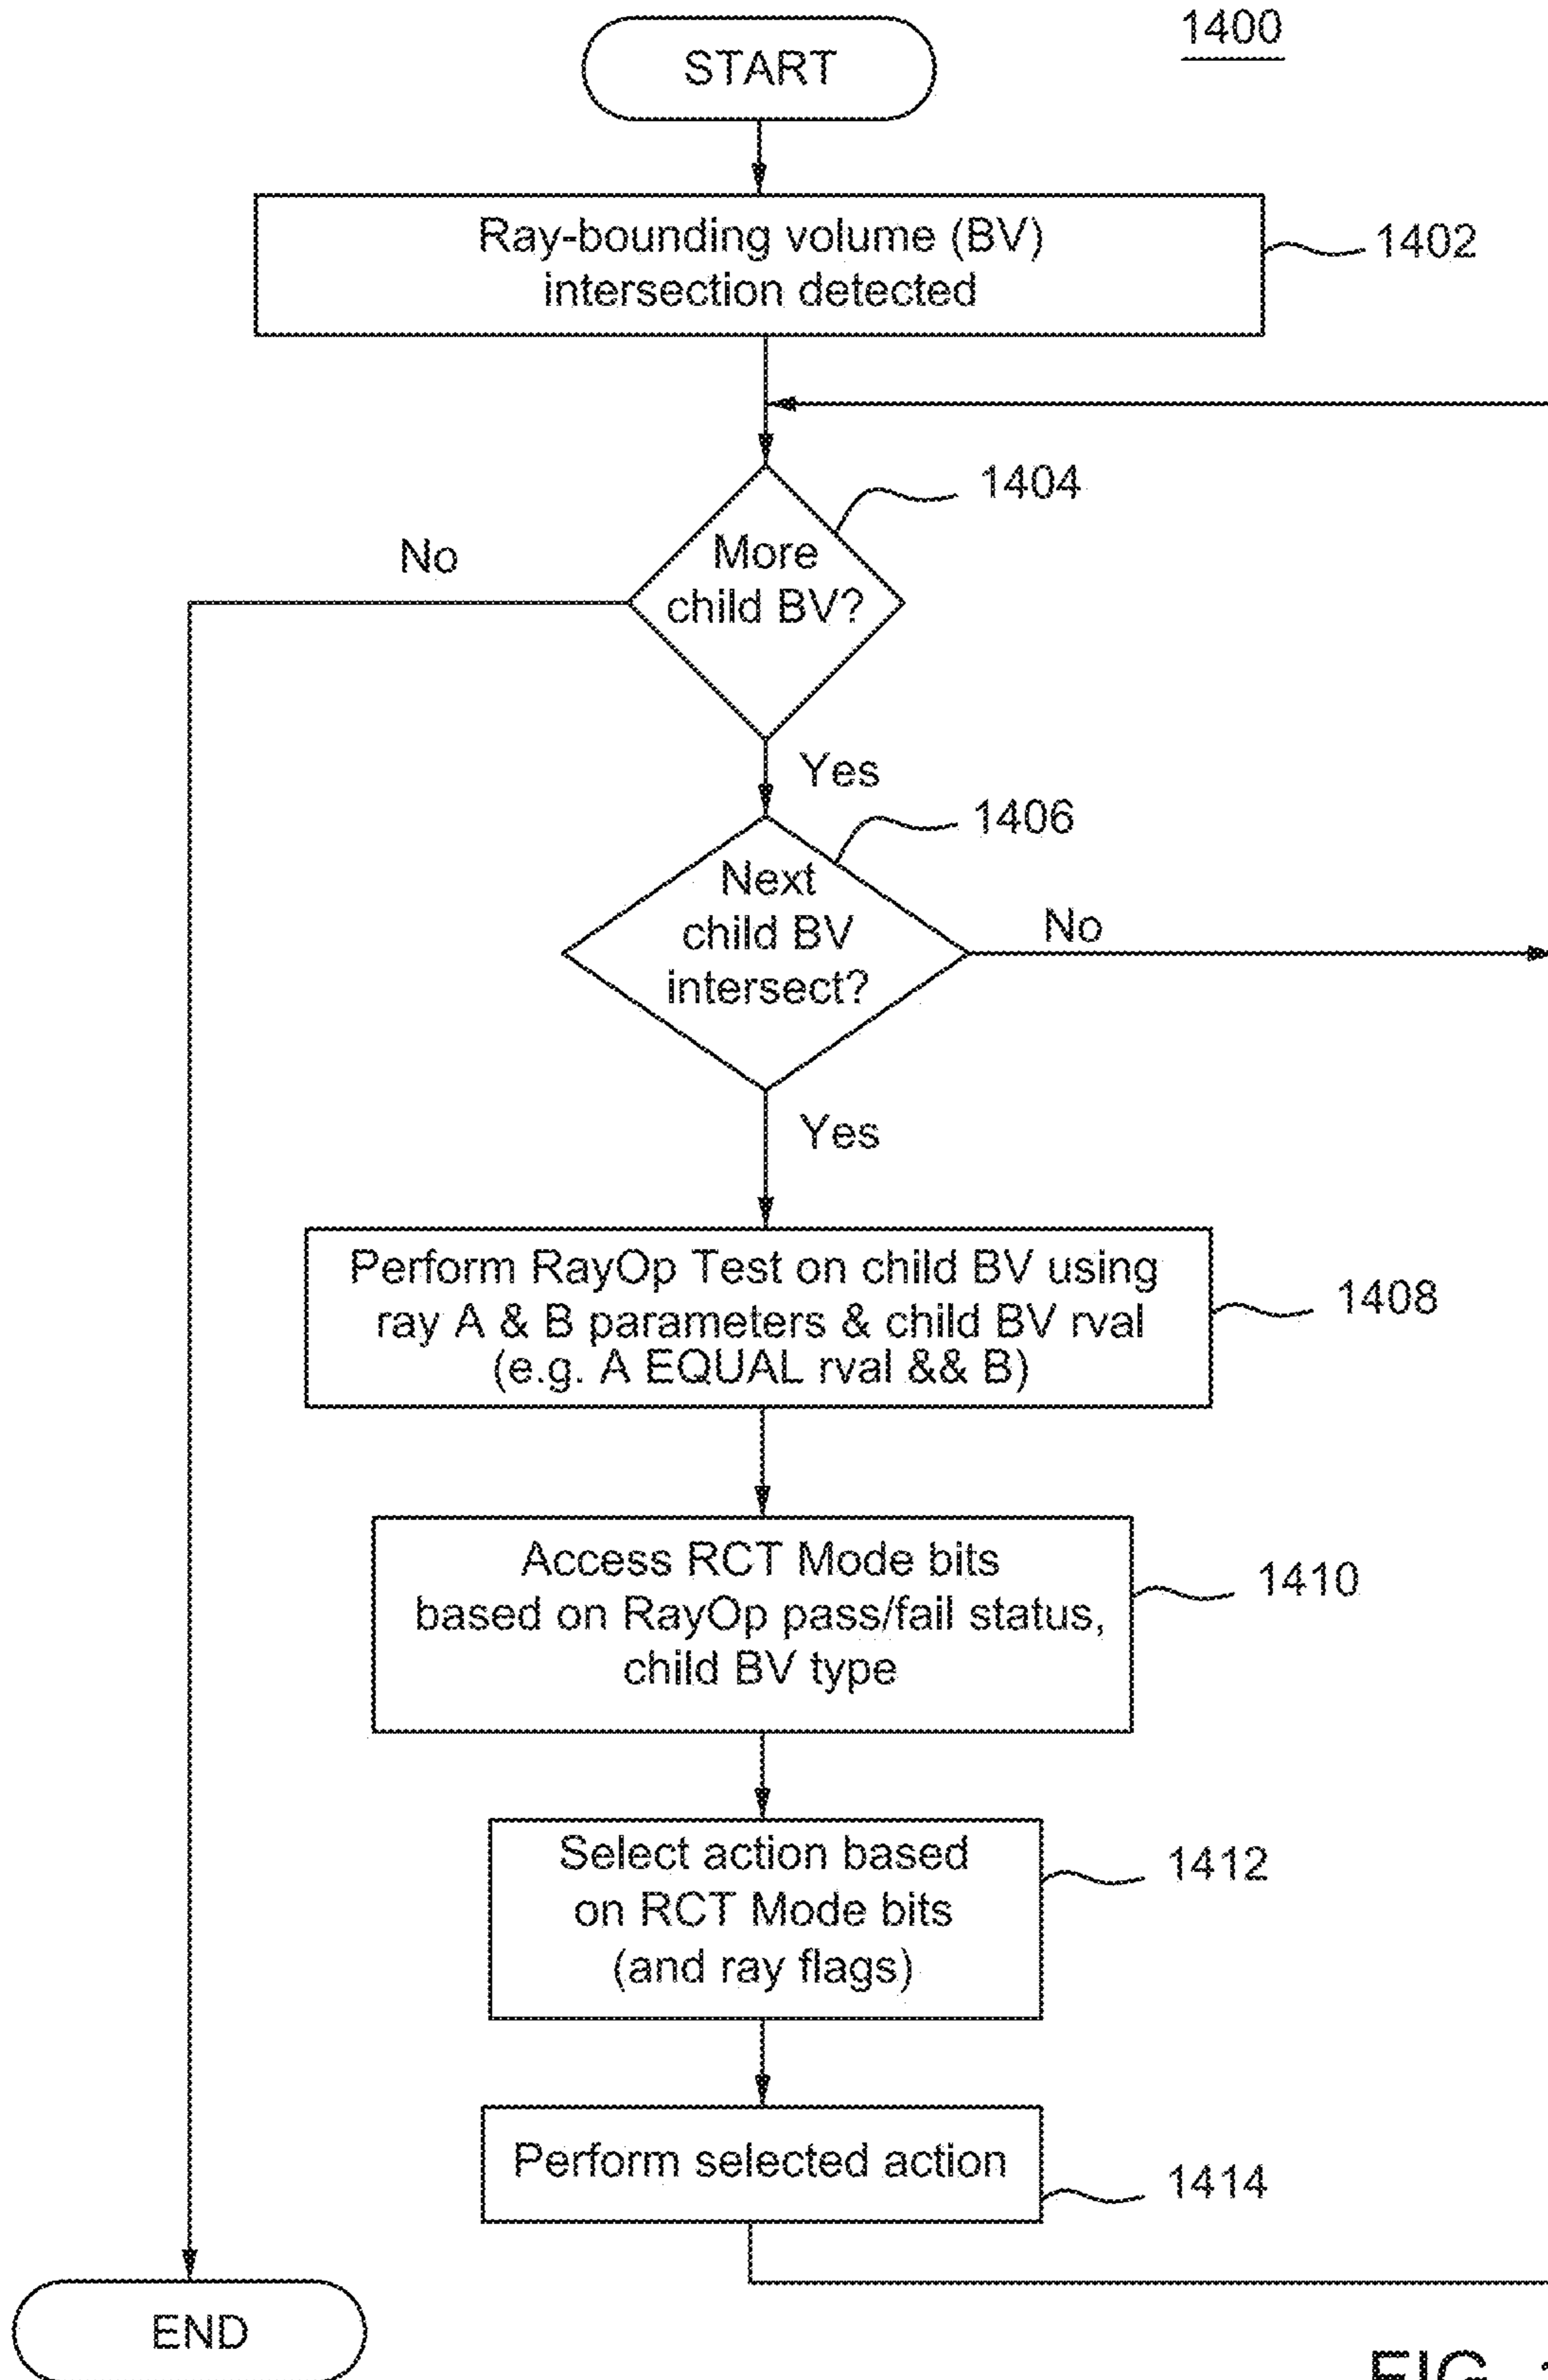 1400
START
Ray-bounding volume (BV)
intersection detected
1402
1404
No
More
child BV?
Yes
1406
Next
child BV
intersect?
No
Yes
Perform RayOp Test on child BV using
ray A & B parameters & child BV rval
(e.g. A EQUAL rval && B)
1408
Access RCT Mode bits
based on RayOp pass/fail status,
child BV type
1410
Select action based
on RCT Mode bits
(and ray flags)
1412
Perform selected action
1414
END
FIG.